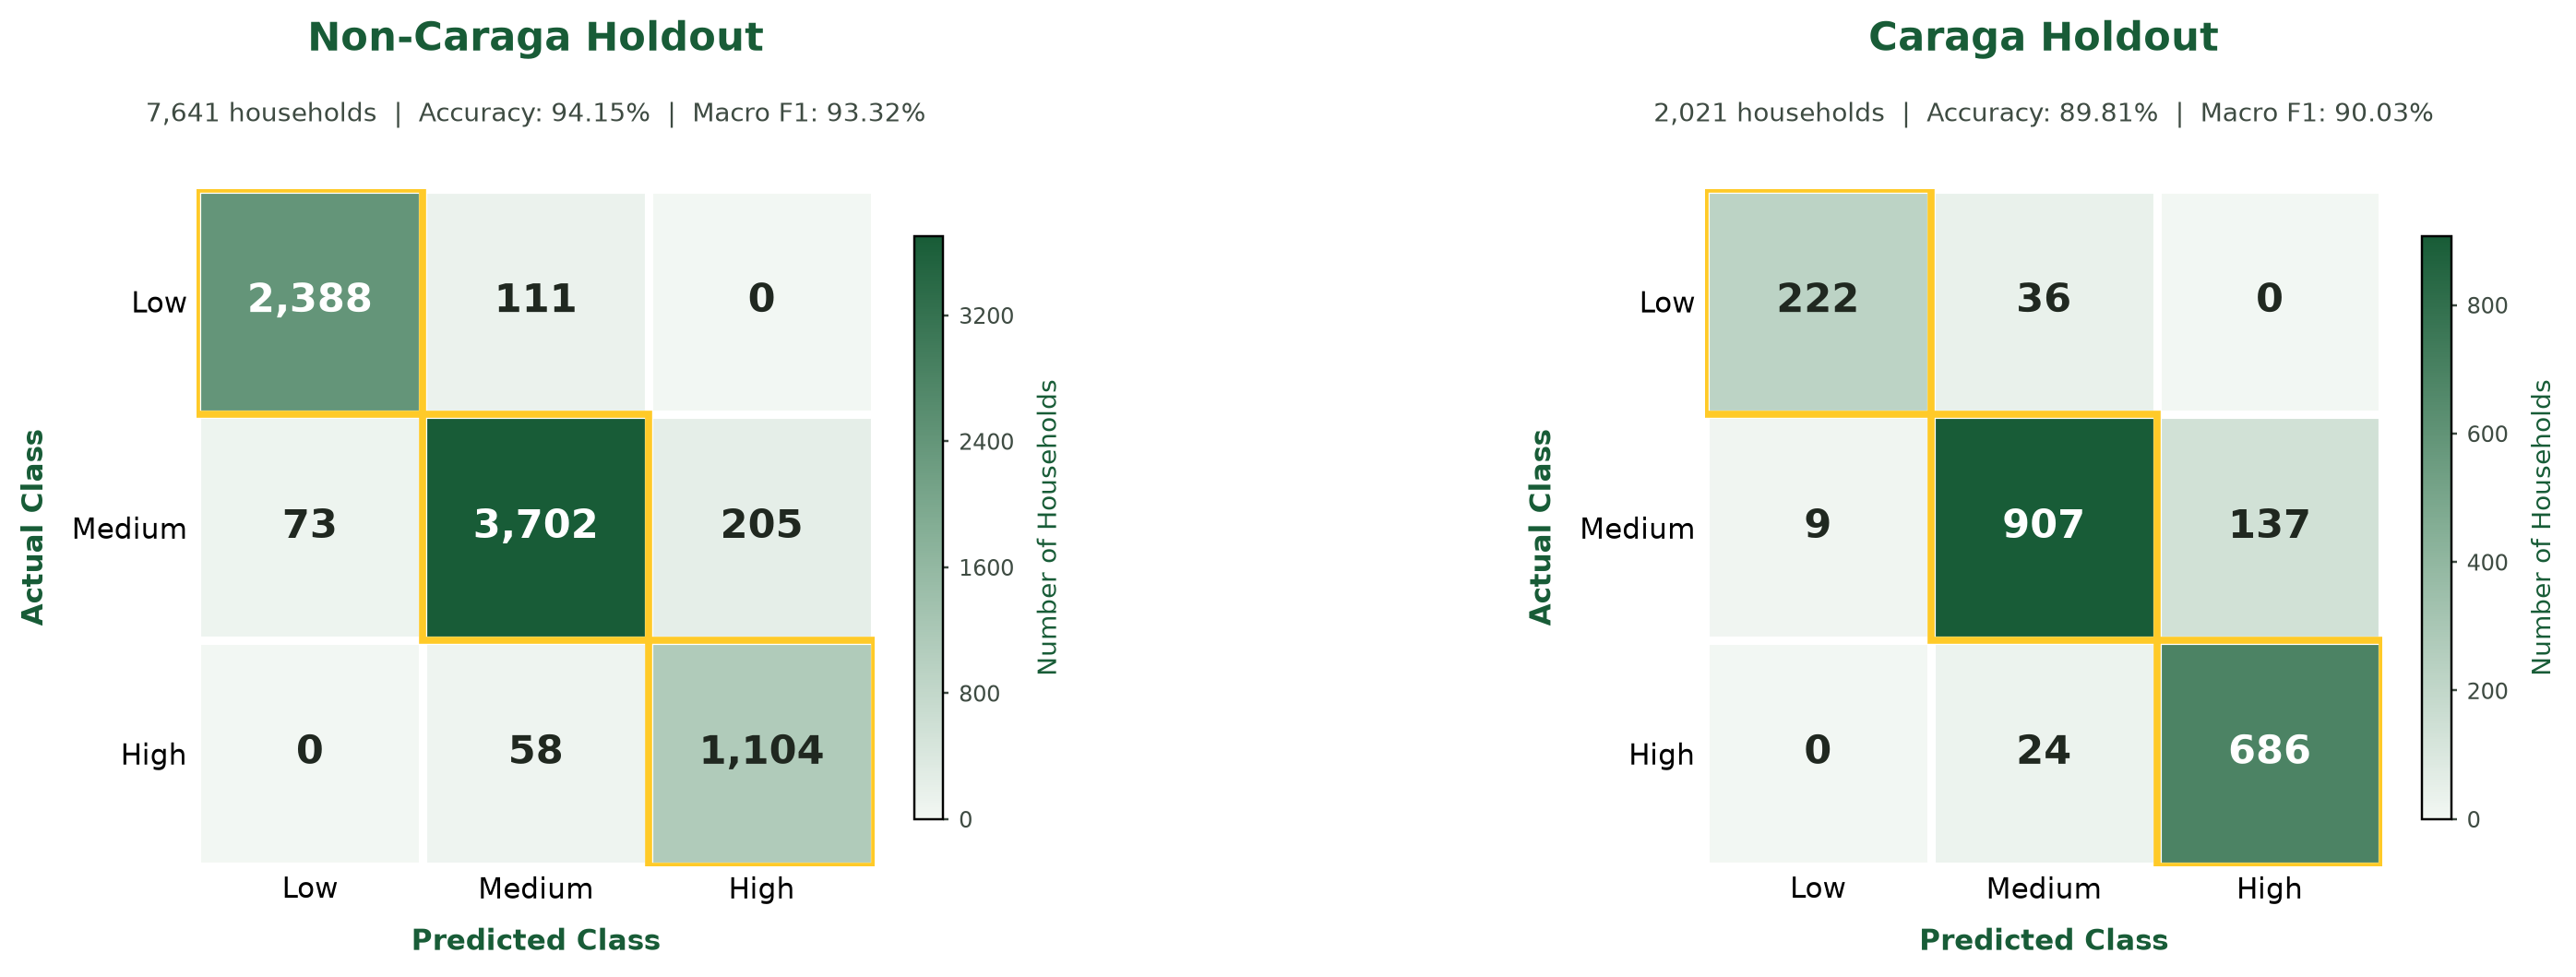 Non-Caraga Holdout
7,641 households | Accuracy: 94.15% | Macro F1: 93.32%
Actual Class
Low
2,388
111
0
Medium
73
3,702
205
High
0
58
1,104
Low
Medium
High
Predicted Class
3200
2400
1600
800
0
Number of Households
Caraga Holdout
2,021 households | Accuracy: 89.81% | Macro F1: 90.03%
Actual Class
Low
222
36
0
Medium
9
907
137
High
0
24
686
Low
Medium
High
Predicted Class
800
600
400
200
0
Number of Households